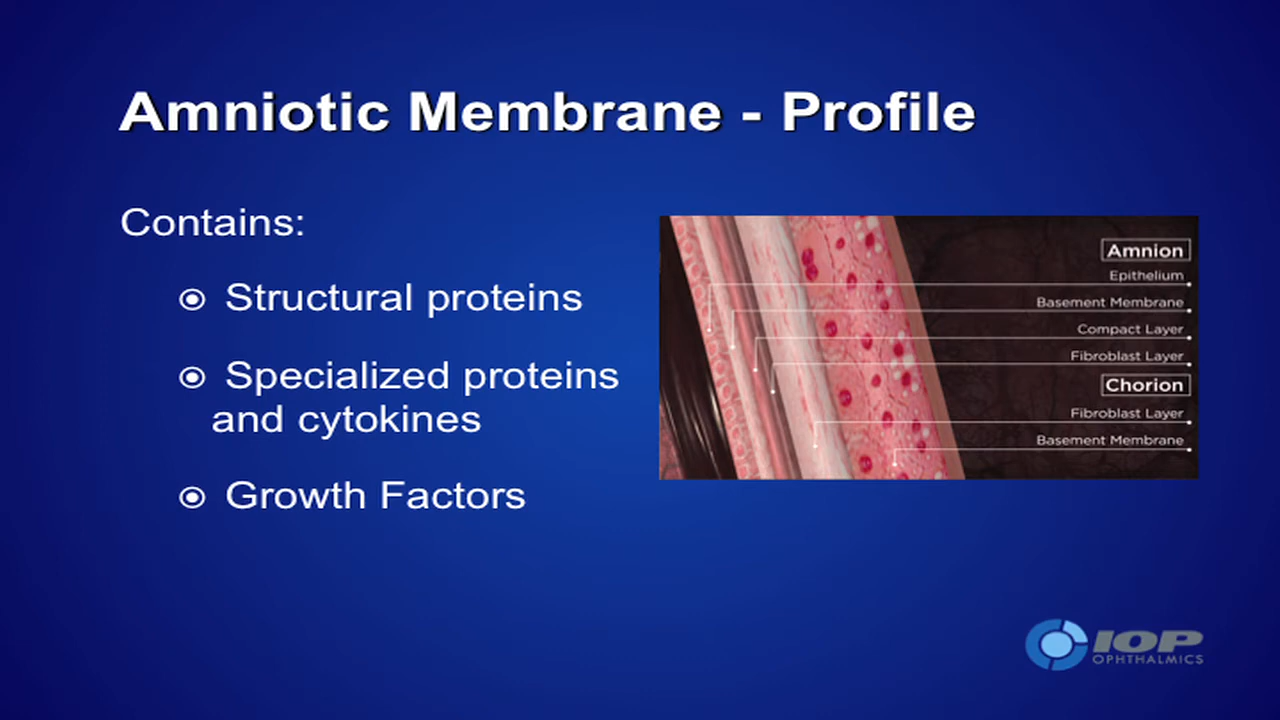 Amniotic Membrane - Profile
Contains:
Structural proteins
Specialized proteins
and cytokines
Growth Factors
Amnion
Epithelium
Basement Membrane
Compact Layer
Fibroblast Layer
Chorion
Fibroblast Layer
Basement Membrane
IOP
OPHTHALMICS